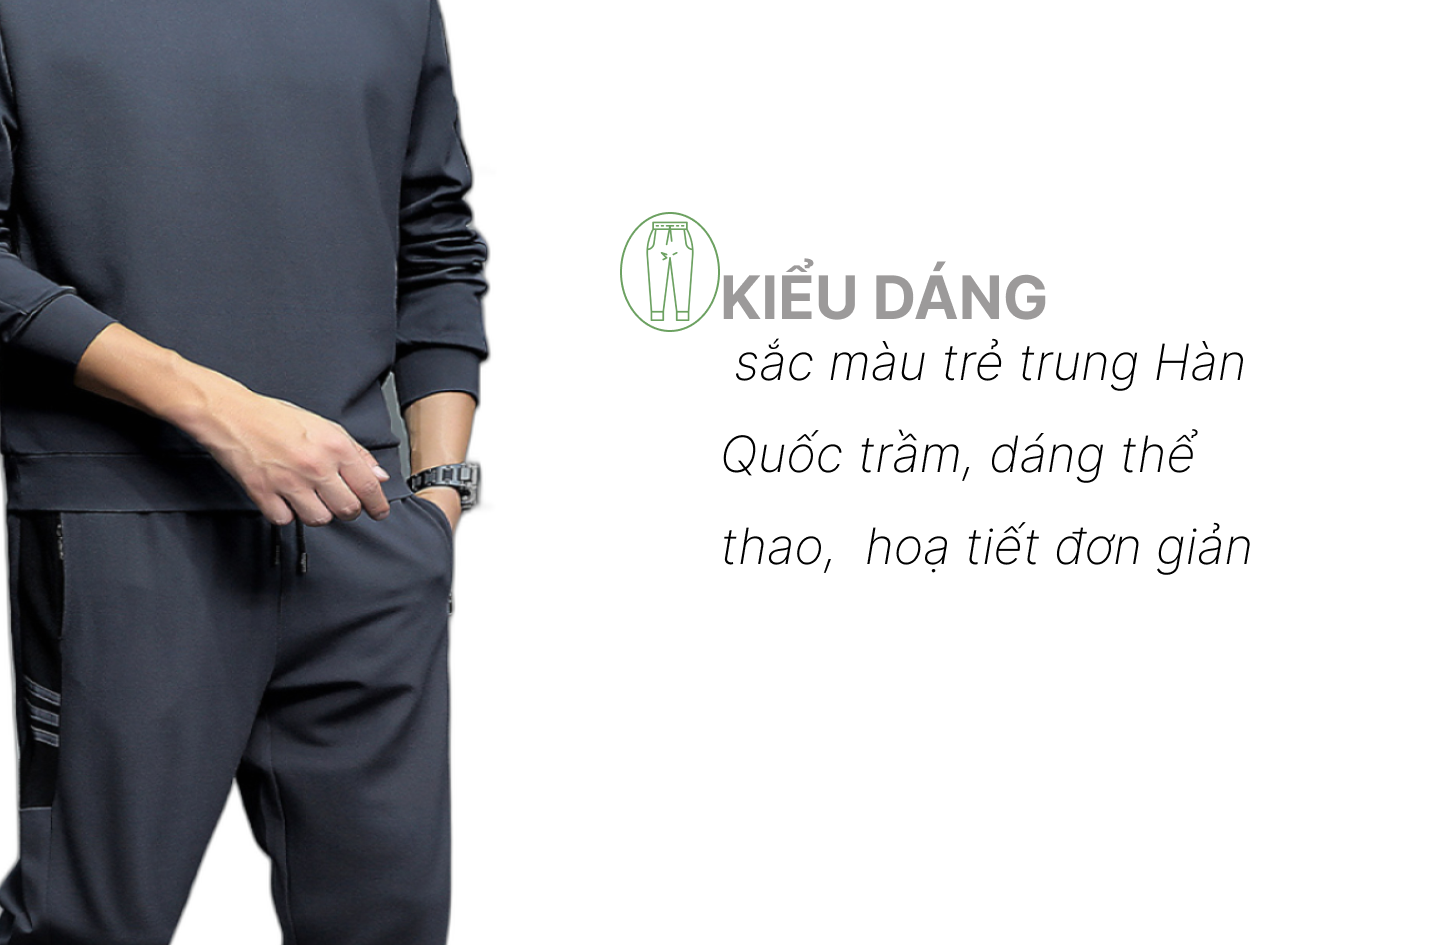 KIỂU DÁNG
sắc màu trẻ trung Hàn
Quốc trầm, dáng thể
thao,  hoạ tiết đơn giản